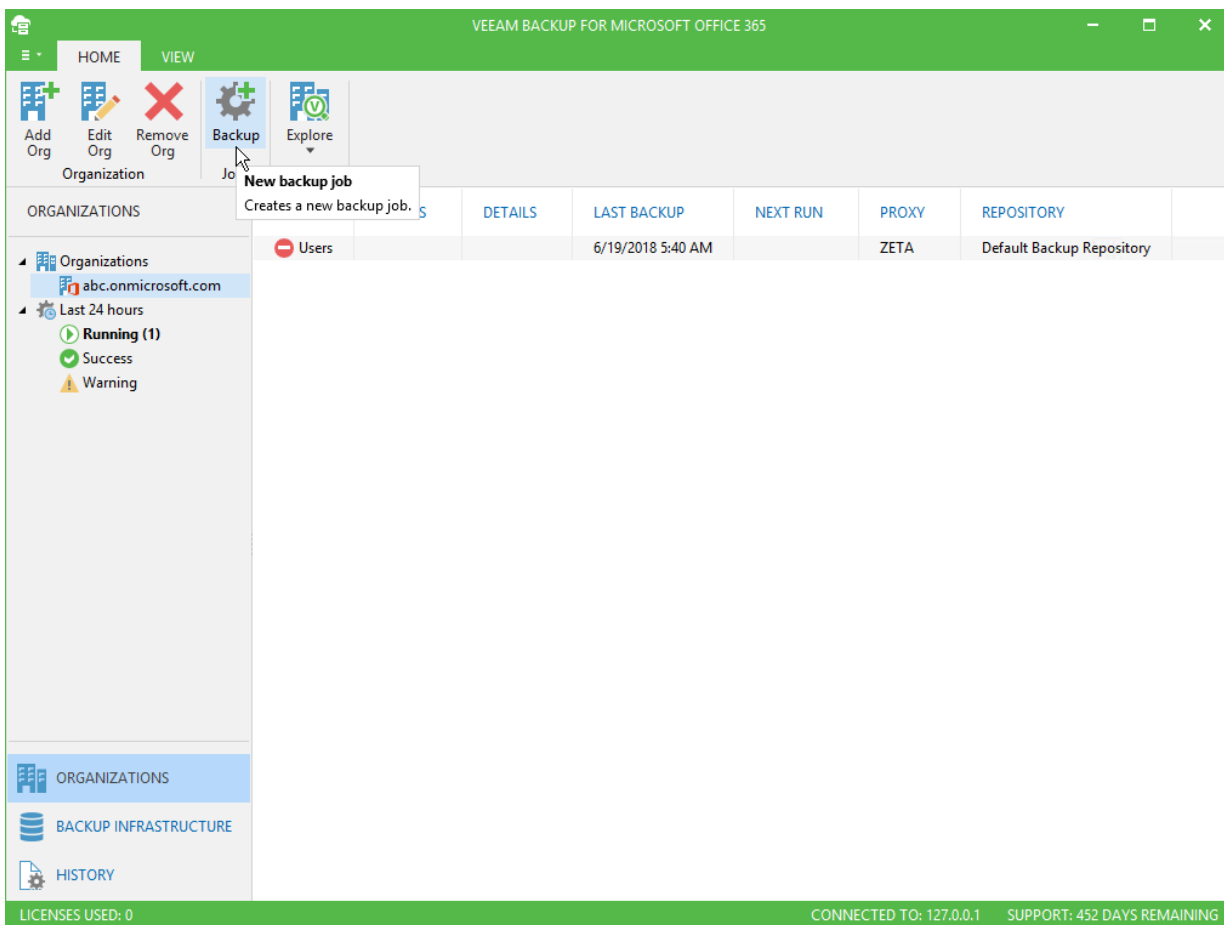 VEEAM BACKUP FOR MICROSOFT OFFICE 365
HOME VIEW
Add Org
Edit Org
Remove Org
Backup
Explore
Organization
Jo
New backup job
Creates a new backup job.
ORGANIZATIONS
S DETAILS LAST BACKUP NEXT RUN PROXY REPOSITORY
Users 6/19/2018 5:40 AM ZETA Default Backup Repository
Organizations
abc.onmicrosoft.com
Last 24 hours
Running (1)
Success
Warning
ORGANIZATIONS
BACKUP INFRASTRUCTURE
HISTORY
LICENSES USED: 0 CONNECTED TO: 127.0.0.1 SUPPORT: 452 DAYS REMAINING